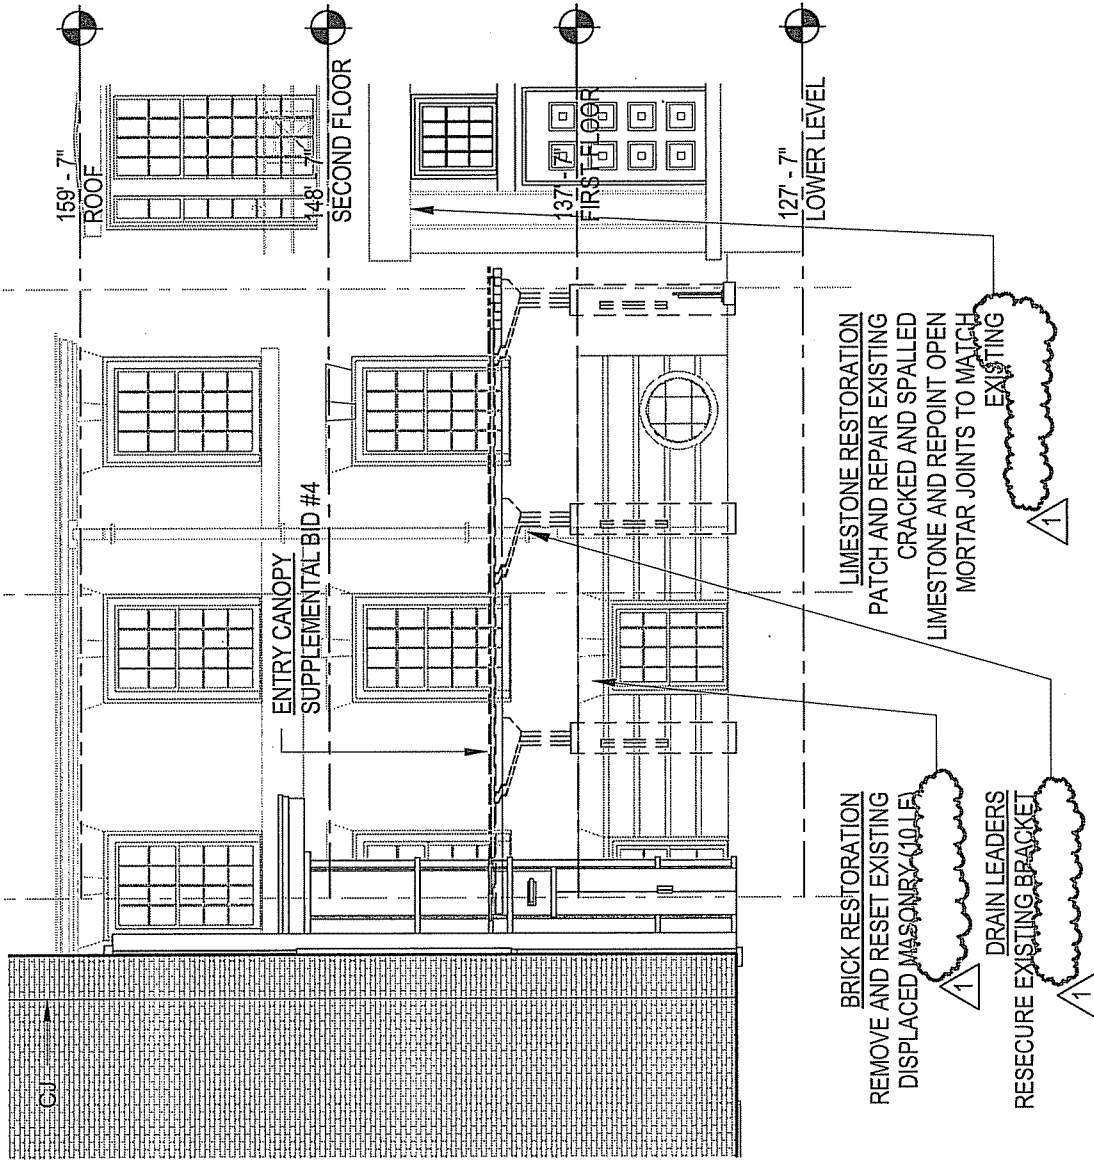 159' - 7"
ROOF
148' - 7"
SECOND FLOOR
137' - 7"
FIRST FLOOR
127' - 7"
LOWER LEVEL
ENTRY CANOPY
SUPPLEMENTAL BID #4
CJ
LIMESTONE RESTORATION
PATCH AND REPAIR EXISTING
CRACKED AND SPALLED
LIMESTONE AND REPOINT OPEN
MORTAR JOINTS TO MATCH
EXISTING
1
BRICK RESTORATION
REMOVE AND RESET EXISTING
DISPLACED MASONRY (10 LF)
1
DRAIN LEADERS
RESECURE EXISTING BRACKET
1